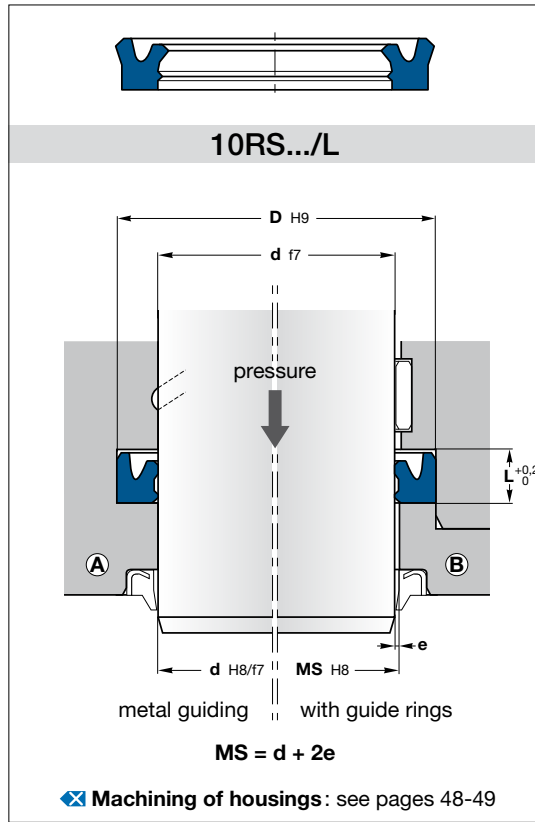 10RS.../L
D H9
d f7
pressure
L +0,2 0
A B
e
d H8/f7 MS H8
metal guiding with guide rings
MS = d + 2e
Machining of housings: see pages 48-49